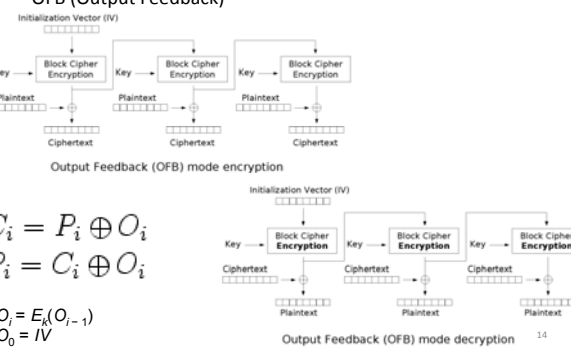 OFB (Output Feedback)
Initialization Vector (IV)
Block Cipher Encryption
Block Cipher Encryption
Block Cipher Encryption
Key
Key
Plaintext
Plaintext
Plaintext
Ciphertext
Ciphertext
Ciphertext
Output Feedback (OFB) mode encryption
Initialization Vector (IV)
Block Cipher Encryption
Block Cipher Encryption
Block Cipher Encryption
Key
Key
Key
Ciphertext
Ciphertext
Ciphertext
Plaintext
Plaintext
Plaintext
Output Feedback (OFB) mode decryption
C_i = P_i ⊕ O_i
P_i = C_i ⊕ O_i
O_i = E_k(O_{i – 1})
O_0 = IV
14